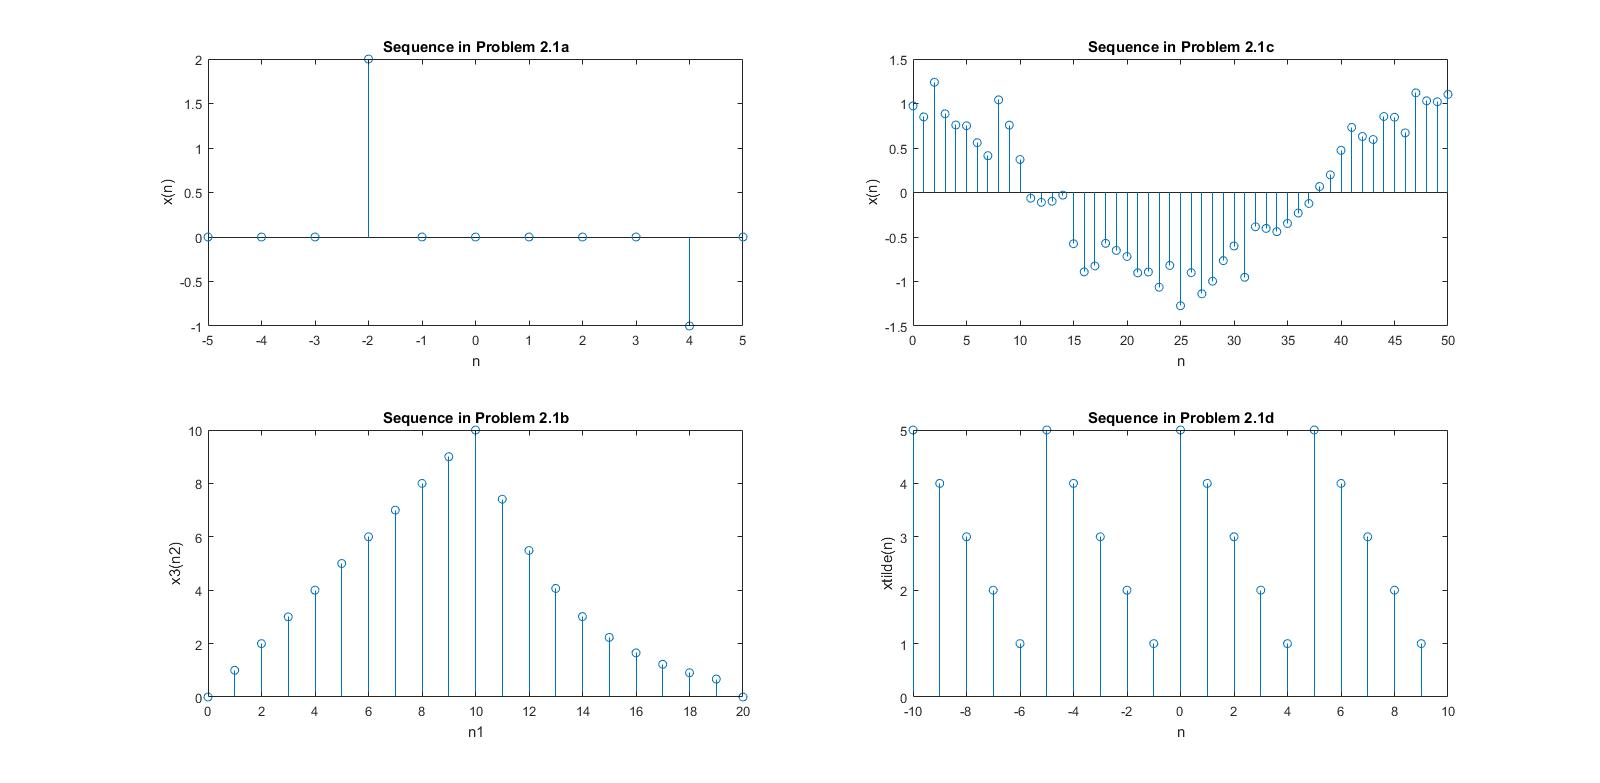 Sequence in Problem 2.1a
2
1.5
1
0.5
0
-0.5
-1
x(n)
-5 -4 -3 -2 -1 0 1 2 3 4 5
n
Sequence in Problem 2.1c
1.5
1
0.5
0
-0.5
-1
-1.5
x(n)
0 5 10 15 20 25 30 35 40 45 50
n
Sequence in Problem 2.1b
10
8
6
4
2
0
x3(n2)
0 2 4 6 8 10 12 14 16 18 20
n1
Sequence in Problem 2.1d
5
4
3
2
1
0
xtilde(n)
-10 -8 -6 -4 -2 0 2 4 6 8 10
n